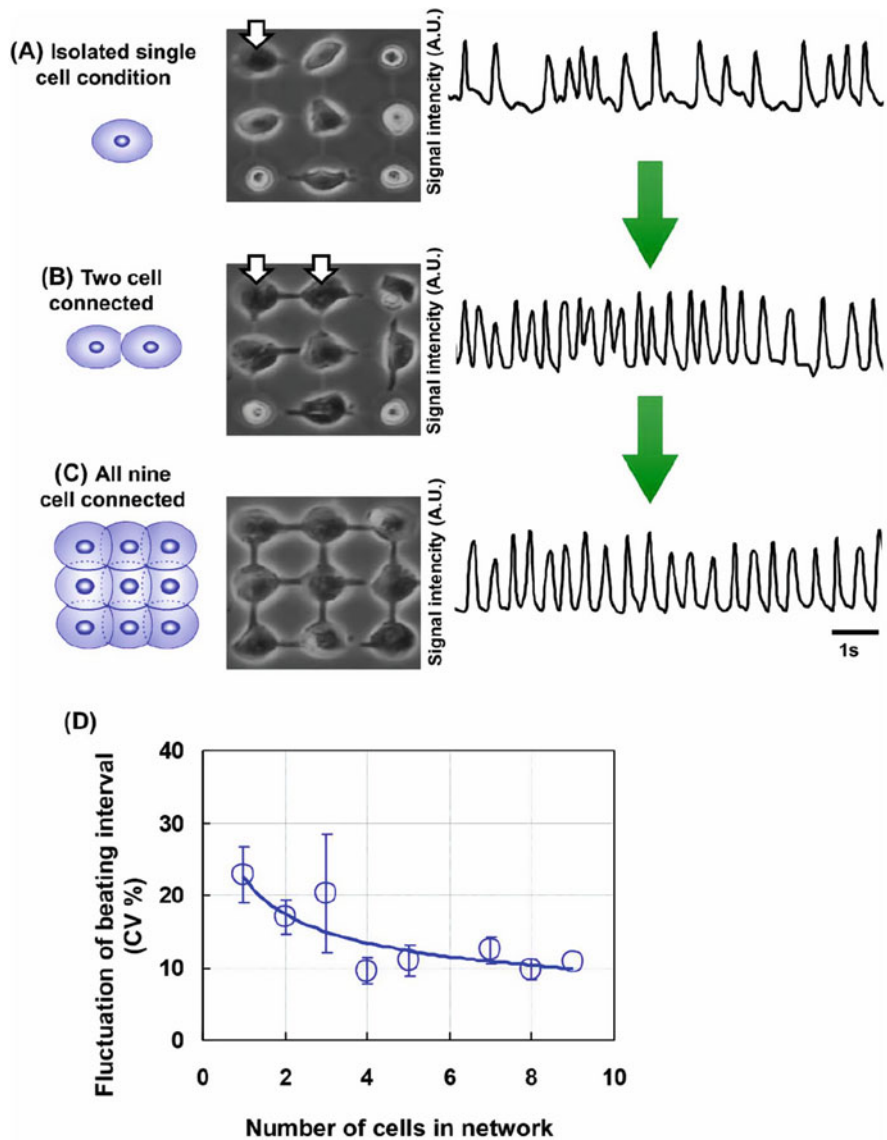 (A) Isolated single
cell condition
Signal intencity (A.U.)
(B) Two cell
connected
Signal intencity (A.U.)
(C) All nine
cell connected
Signal intencity (A.U.)
1s
(D)
Fluctuation of beating interval
(CV %)
40
30
20
10
0
0 2 4 6 8 10
Number of cells in network